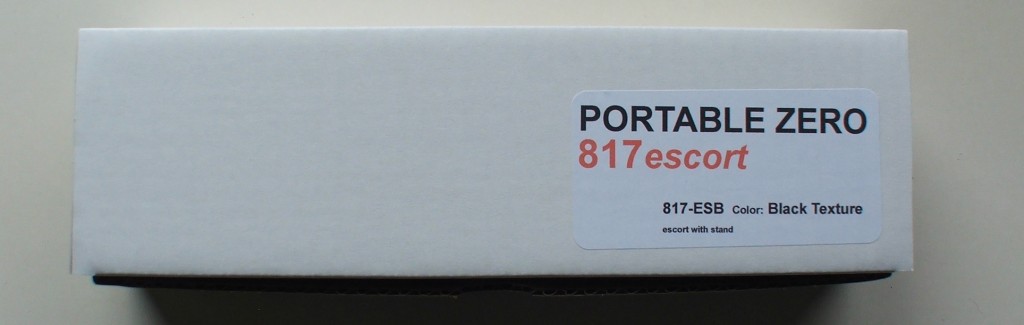 PORTABLE ZERO
817escort
817-ESB Color: Black Texture
escort with stand